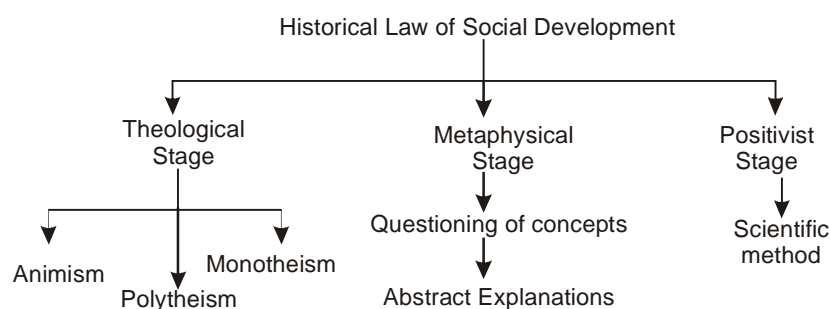 Historical Law of Social Development
Theological
Stage
Metaphysical
Stage
Positivist
Stage
Animism
Polytheism
Monotheism
Questioning of concepts
Abstract Explanations
Scientific
method